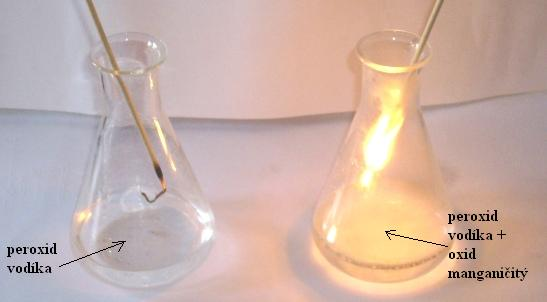 peroxid
vodika
peroxid
vodika +
oxid
manganičitý